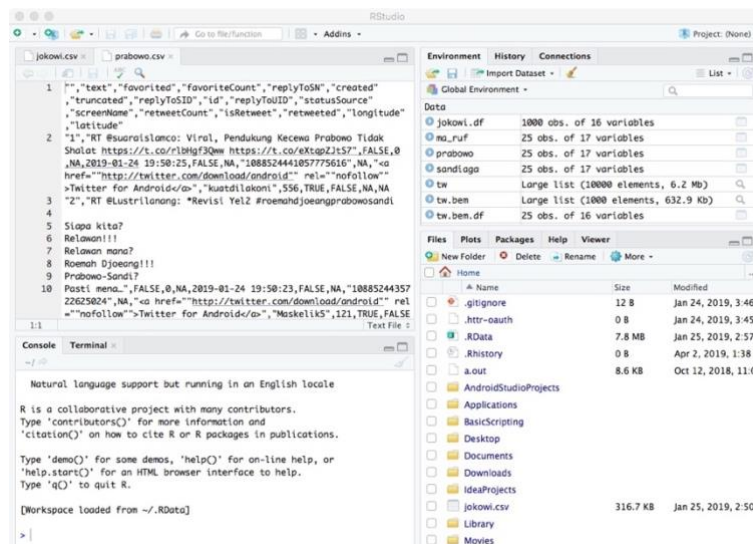 RStudio
Go to file/function
Addins
Project: (None)
jokowi.csv
prabowo.csv
1 "","text","favorited","favoriteCount","replyToSN","created"
,"truncated","replyToSID","id","replyToUID","statusSource"
,"screenName","retweetCount","isRetweet","retweeted","longitude"
,"latitude"
2 "1","RT @suaraislamco: Viral, Pendukung Kecewa Prabowo Tidak
Shalat https://t.co/rlbHgf3Qww https://t.co/eXtqpZJtS7",FALSE,0
,NA,2019-01-24 19:50:25,FALSE,NA,"1088524441057775616",NA,"<a
href=""http://twitter.com/download/android"" rel=""nofollow""
>Twitter for Android</a>","kuatdilakoni",556,TRUE,FALSE,NA,NA
3 "2","RT @Lustrilanang: *Revisi Yel2 #roemahdjoeangprabowosandi
4
5 Siapa kita?
6 Relawan!!!
7 Relawan mana?
8 Roemah Djoeang!!!
9 Prabowo-Sandi?
10 Pasti mena…",FALSE,0,NA,2019-01-24 19:50:23,FALSE,NA,"10885244357
22625024",NA,"<a href=""http://twitter.com/download/android"" rel
=""nofollow"">Twitter for Android</a>","Maskelik5",121,TRUE,FALSE
1:1
Text File
Console
Terminal
~/
Natural language support but running in an English locale
R is a collaborative project with many contributors.
Type 'contributors()' for more information and
'citation()' on how to cite R or R packages in publications.
Type 'demo()' for some demos, 'help()' for on-line help, or
'help.start()' for an HTML browser interface to help.
Type 'q()' to quit R.
[Workspace loaded from ~/.RData]
>
Environment History Connections
Import Dataset
List
Global Environment
Data
jokowi.df 1000 obs. of 16 variables
ma_ruf 25 obs. of 17 variables
prabowo 25 obs. of 17 variables
sandiaga 25 obs. of 17 variables
tw Large list (10000 elements, 6.2 Mb)
tw.bem Large list (1000 elements, 632.9 Kb)
tw.bem.df 25 obs. of 16 variables
Files Plots Packages Help Viewer
New Folder Delete Rename More
Home
Name Size Modified
.gitignore 12 B Jan 24, 2019, 3:46
.httr-oauth 0 B Jan 24, 2019, 3:45
.RData 7.8 MB Jan 25, 2019, 2:57
.Rhistory 0 B Apr 2, 2019, 1:38
a.out 8.6 KB Oct 12, 2018, 11:0
AndroidStudioProjects
Applications
BasicScripting
Desktop
Documents
Downloads
IdeaProjects
jokowi.csv 316.7 KB Jan 25, 2019, 2:50
Library
Movies